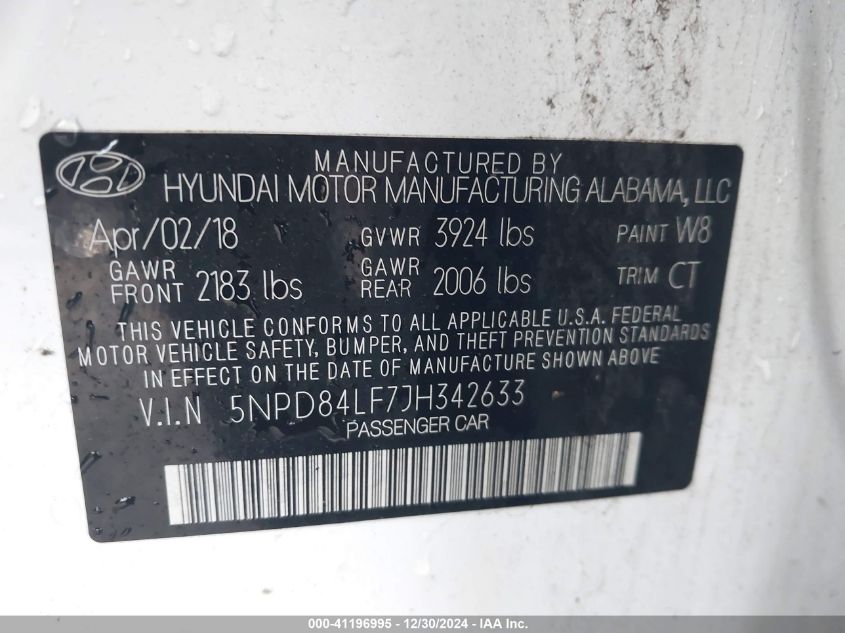 MANUFACTURED BY
HYUNDAI MOTOR MANUFACTURING ALABAMA, LLC
Apr/02/18 GVWR 3924 lbs PAINT W8
GAWR FRONT 2183 lbs GAWR REAR 2006 lbs TRIM CT
THIS VEHICLE CONFORMS TO ALL APPLICABLE U.S.A. FEDERAL
MOTOR VEHICLE SAFETY, BUMPER, AND THEFT PREVENTION STANDARDS
IN EFFECT ON THE DATE OF MANUFACTURE SHOWN ABOVE
V.I.N 5NPD84LF7JH342633
PASSENGER CAR
000-41196995 - 12/30/2024 - IAA Inc.